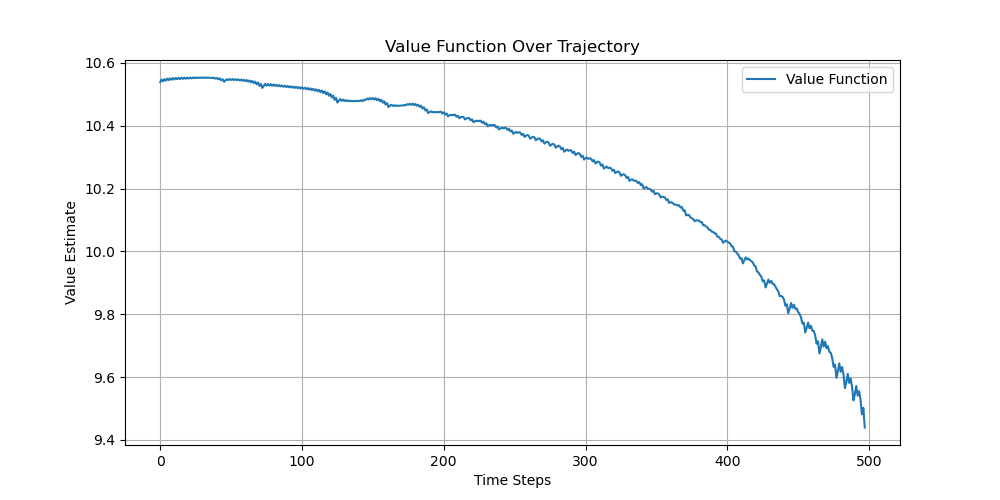 Value Function Over Trajectory
Value Function
10.6
10.4
10.2
10.0
9.8
9.6
9.4
Value Estimate
0 100 200 300 400 500
Time Steps